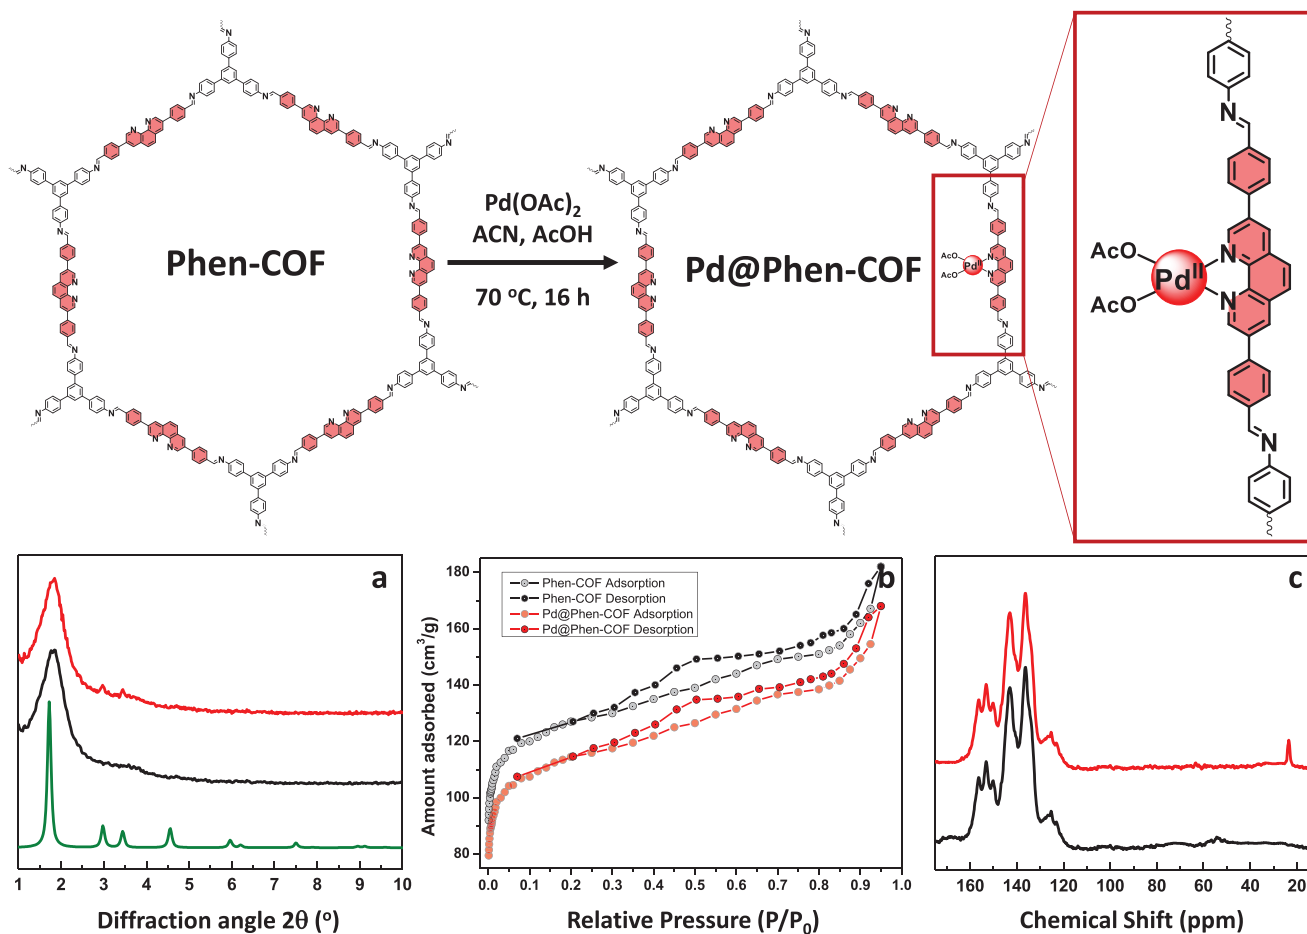 Phen-COF
Pd(OAc)2
ACN, AcOH
70 °C, 16 h
Pd@Phen-COF
AcO
AcO
PdII
N
N
N
N
AcO
AcO
PdII
N
N
a
1 2 3 4 5 6 7 8 9 10
Diffraction angle 2θ (°)
b
Phen-COF Adsorption
Phen-COF Desorption
Pd@Phen-COF Adsorption
Pd@Phen-COF Desorption
Amount adsorbed (cm3/g)
180
160
140
120
100
80
0.0 0.1 0.2 0.3 0.4 0.5 0.6 0.7 0.8 0.9 1.0
Relative Pressure (P/P0)
c
160 140 120 100 80 60 40 20
Chemical Shift (ppm)